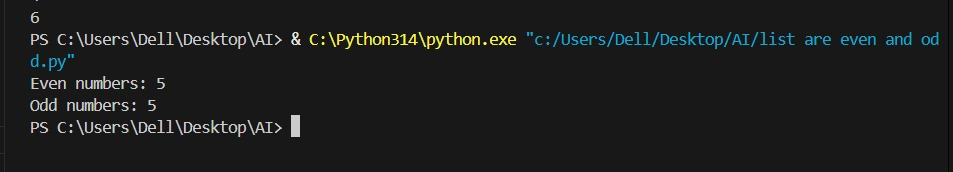 6
PS C:\Users\Dell\Desktop\AI> & C:\Python314\python.exe "c:/Users/Dell/Desktop/AI/list are even and od
d.py"
Even numbers: 5
Odd numbers: 5
PS C:\Users\Dell\Desktop\AI>